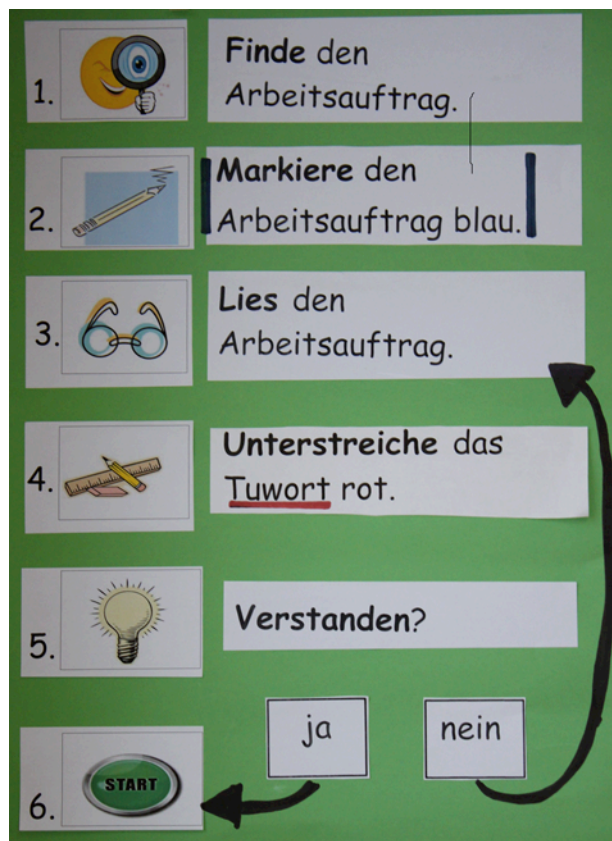 1.
Finde den
Arbeitsauftrag.
2.
Markiere den
Arbeitsauftrag blau.
3.
Lies den
Arbeitsauftrag.
4.
Unterstreiche das
Tuwort rot.
5.
Verstanden?
ja
nein
6.
START